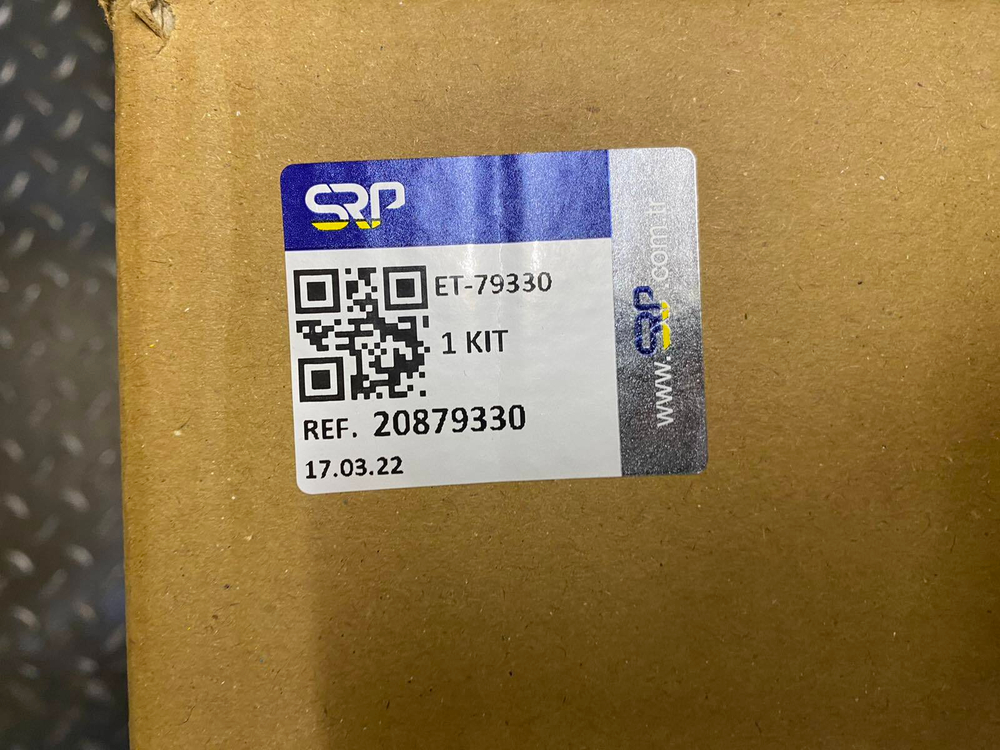 SRP
ET-79330
1 KIT
REF. 20879330
17.03.22
www.SRP.com.tr